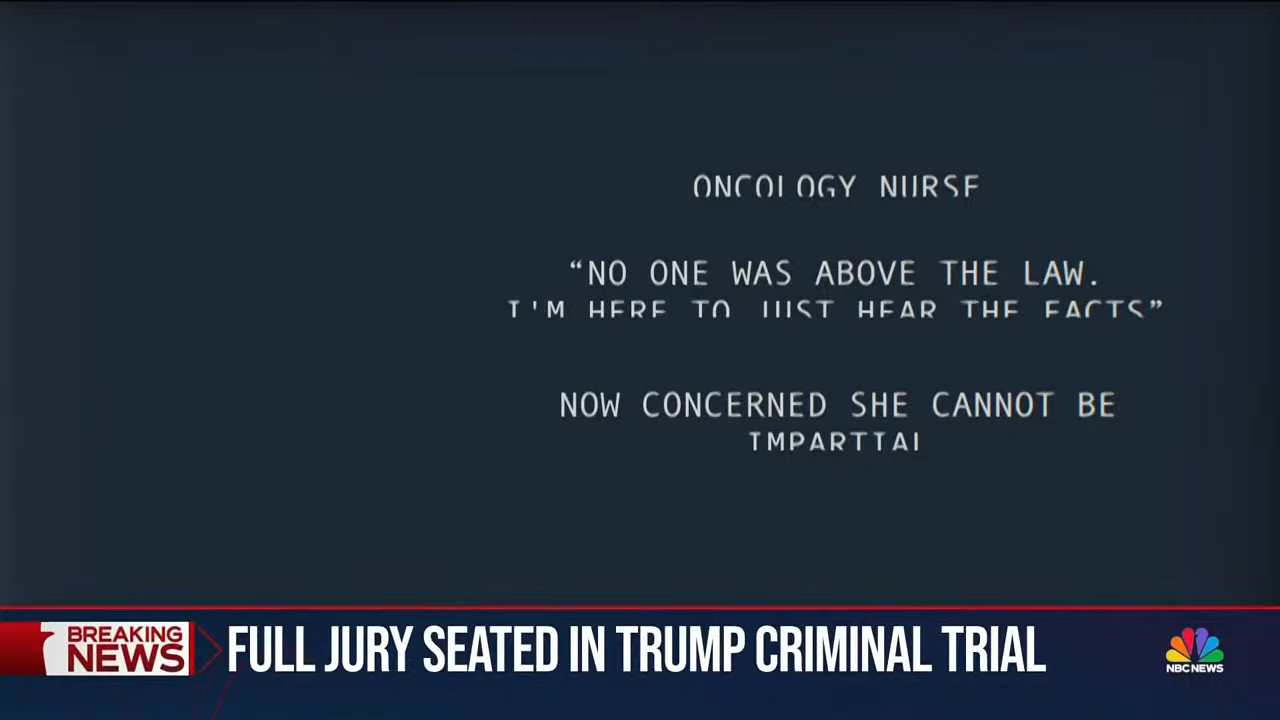 ONCOLOGY NURSE
“NO ONE WAS ABOVE THE LAW.
I'M HERE TO JUST HEAR THE FACTS”
NOW CONCERNED SHE CANNOT BE
IMPARTIAL
BREAKING
NEWS
FULL JURY SEATED IN TRUMP CRIMINAL TRIAL
NBC NEWS